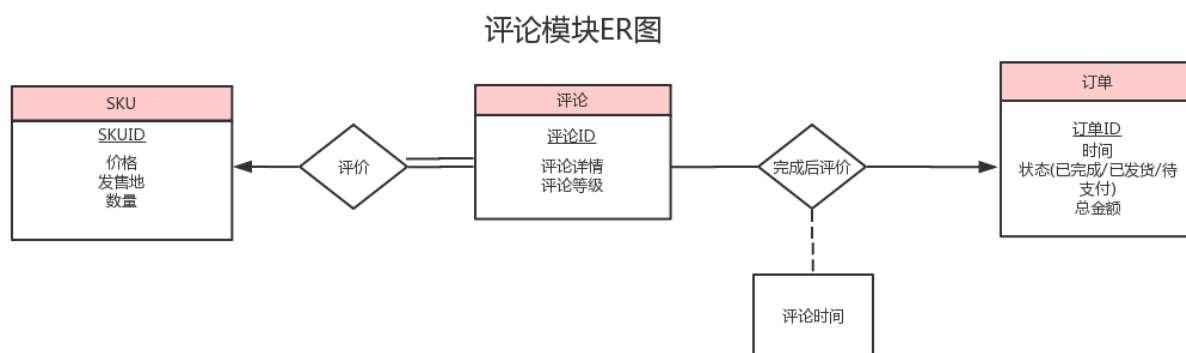 评论模块ER图
SKU
SKUID
价格
发售地
数量
评价
评论
评论ID
评论详情
评论等级
完成后评价
评论时间
订单
订单ID
时间
状态(已完成/已发货/待
支付)
总金额